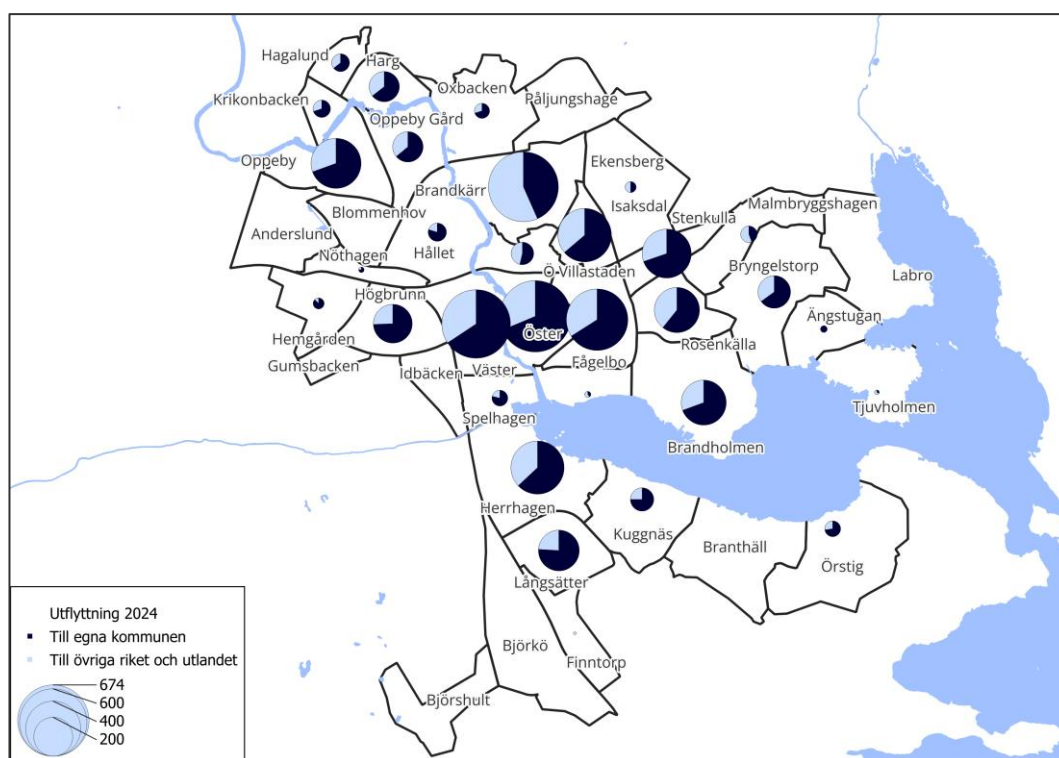 Hagalund
Harg
Oxbacken
Påljungshage
Krikonbacken
Oppeby Gård
Oppeby
Ekensberg
Brandkärr
Isaksdal
Malmbryggshagen
Blommenhov
Stenkulla
Anderslund
Hållet
Nöthagen
Ö Villastaden
Bryngelstorp
Labro
Högbrunn
Ängstugan
Hemgården
Öster
Rosenkälla
Gumsbacken
Idbäcken
Väster
Fågelbo
Tjuvholmen
Spelhagen
Brandholmen
Herrhagen
Kuggnäs
Branthäll
Örstig
Långsätter
Björkö
Finntorp
Björshult
Utflyttning 2024
Till egna kommunen
Till övriga riket och utlandet
674
600
400
200